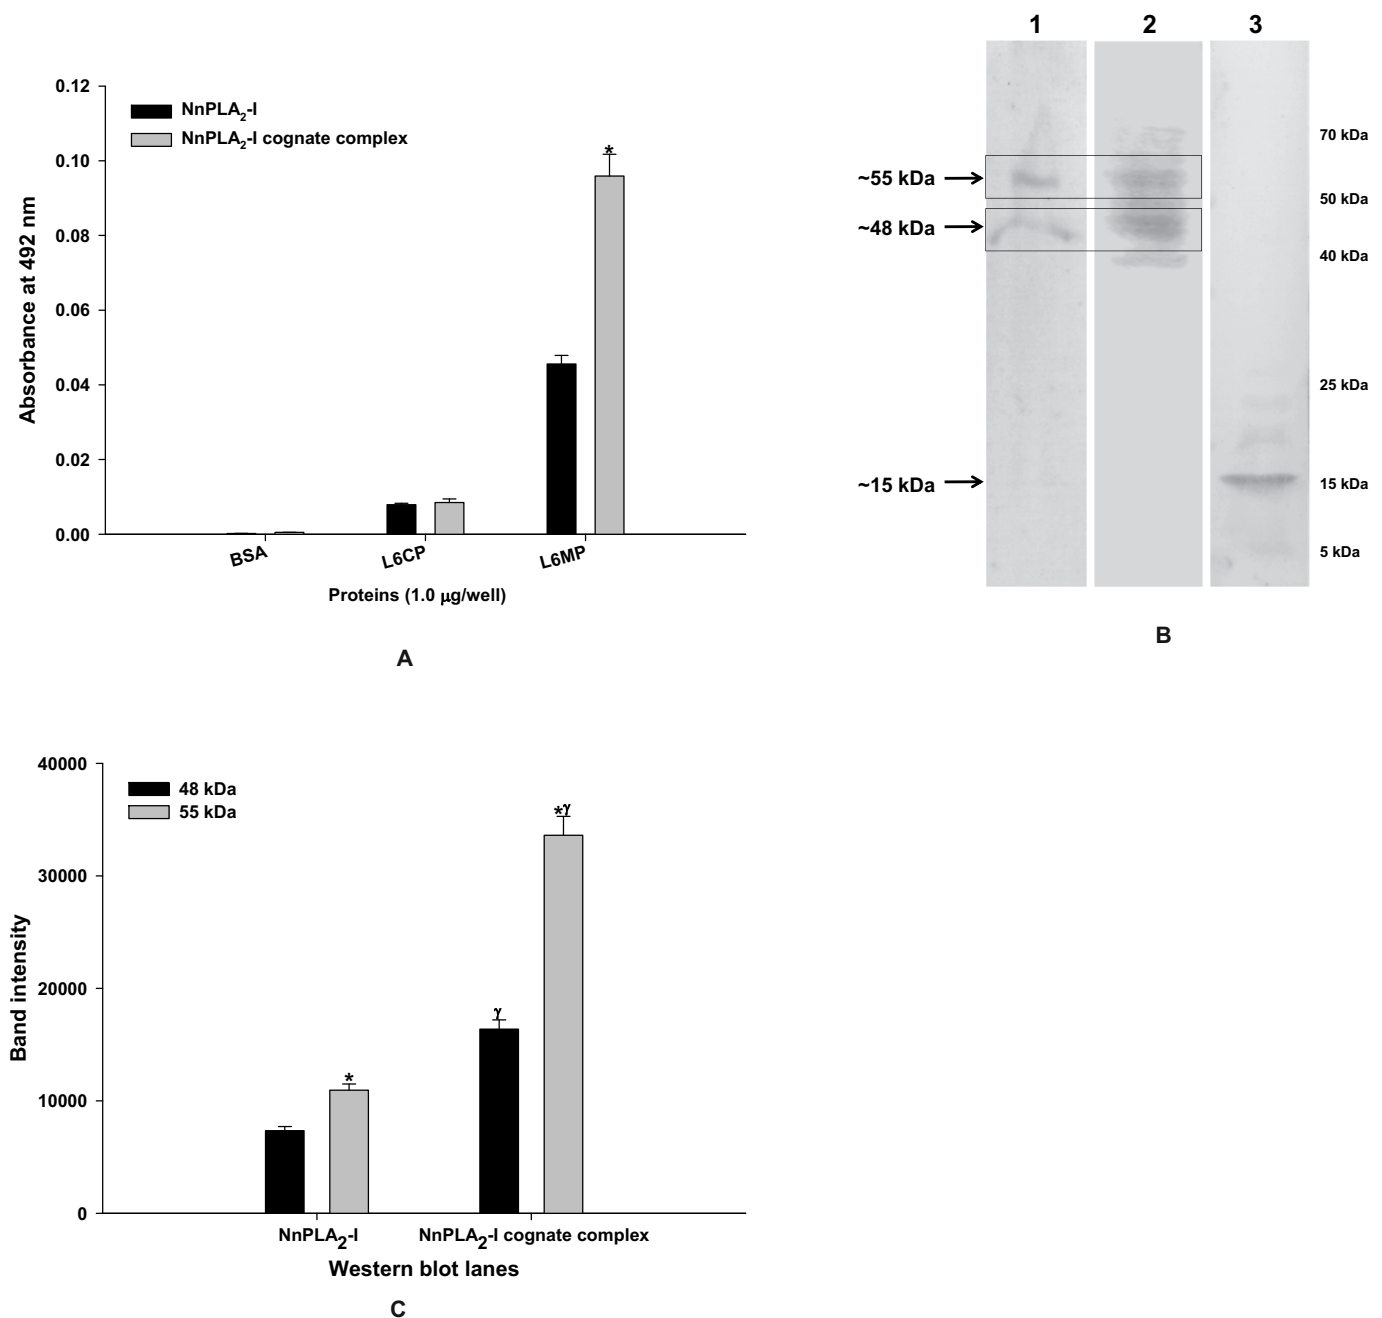 0.12
0.10
0.08
0.06
0.04
0.02
0.00
Absorbance at 492 nm
NnPLA2-I
NnPLA2-I cognate complex
*
BSA
L6CP
L6MP
Proteins (1.0 μg/well)
A
1 2 3
~55 kDa
~48 kDa
~15 kDa
70 kDa
50 kDa
40 kDa
25 kDa
15 kDa
5 kDa
B
40000
30000
20000
10000
0
Band intensity
48 kDa
55 kDa
*
γ
*γ
NnPLA2-I
NnPLA2-I cognate complex
Western blot lanes
C